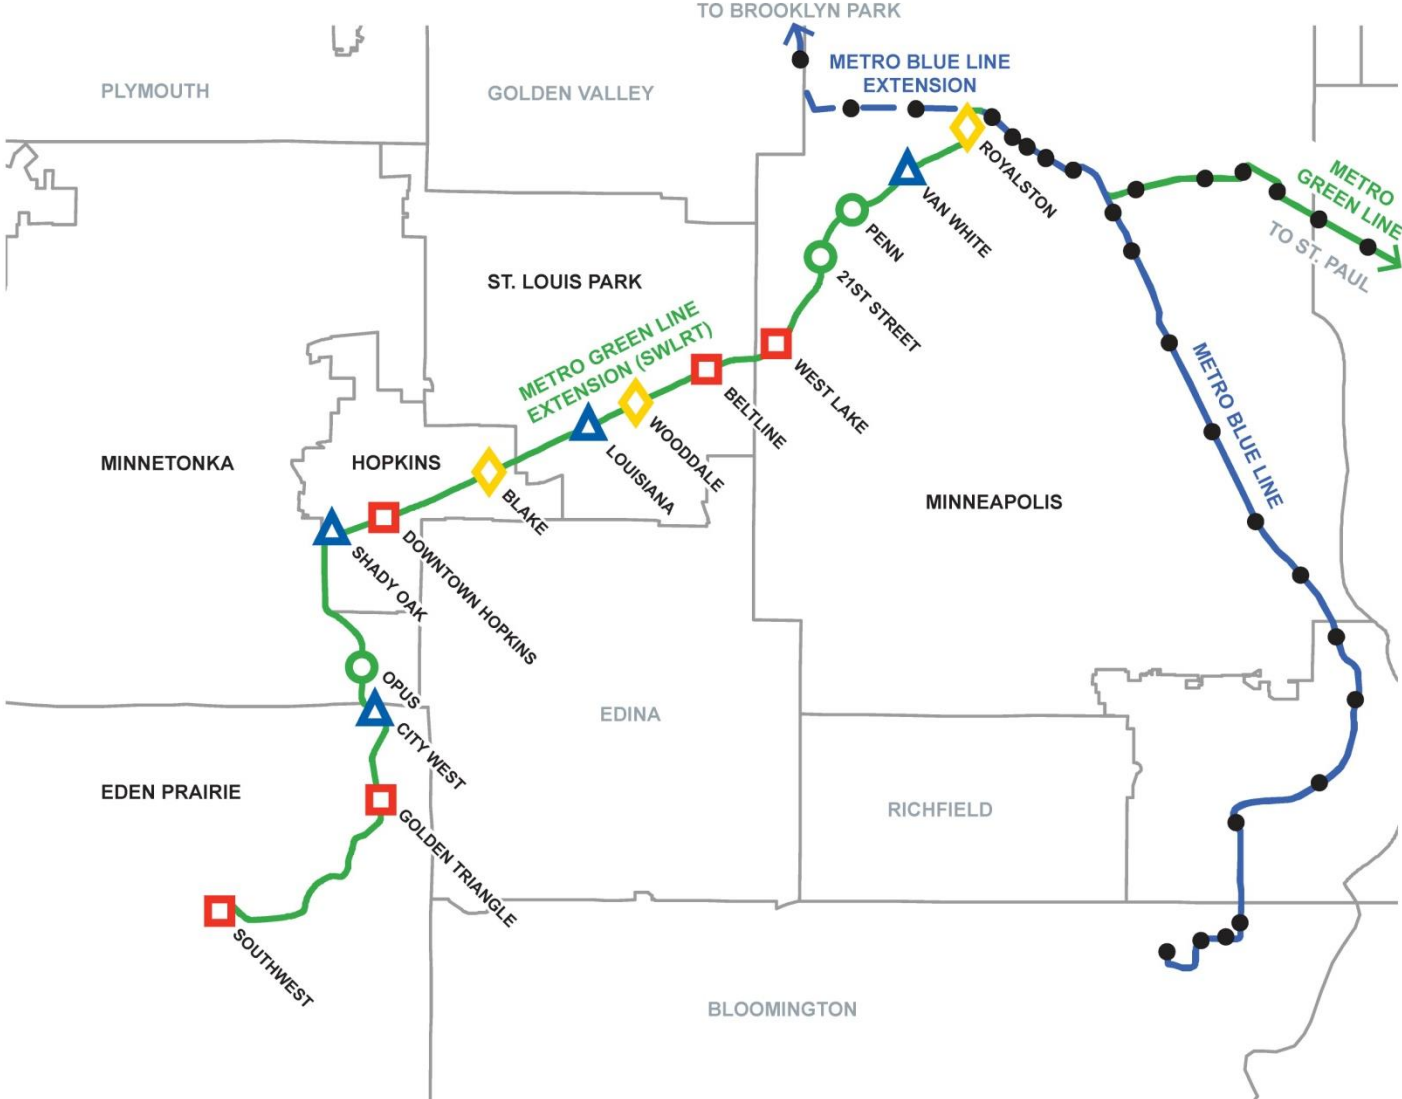 TO BROOKLYN PARK
METRO BLUE LINE
EXTENSION
PLYMOUTH
GOLDEN VALLEY
ROYALSTON
METRO
GREEN LINE
TO ST. PAUL
VAN WHITE
PENN
21ST STREET
ST. LOUIS PARK
METRO GREEN LINE
EXTENSION (SWLRT)
WEST LAKE
BELTLINE
METRO BLUE LINE
WOODDALE
LOUISIANA
MINNETONKA
HOPKINS
BLAKE
MINNEAPOLIS
DOWNTOWN HOPKINS
SHADY OAK
OPUS
CITY WEST
EDINA
EDEN PRAIRIE
RICHFIELD
GOLDEN TRIANGLE
SOUTHWEST
BLOOMINGTON